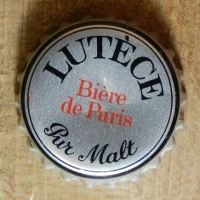 LUTÈCE
Bière
de Paris
Pur Malt